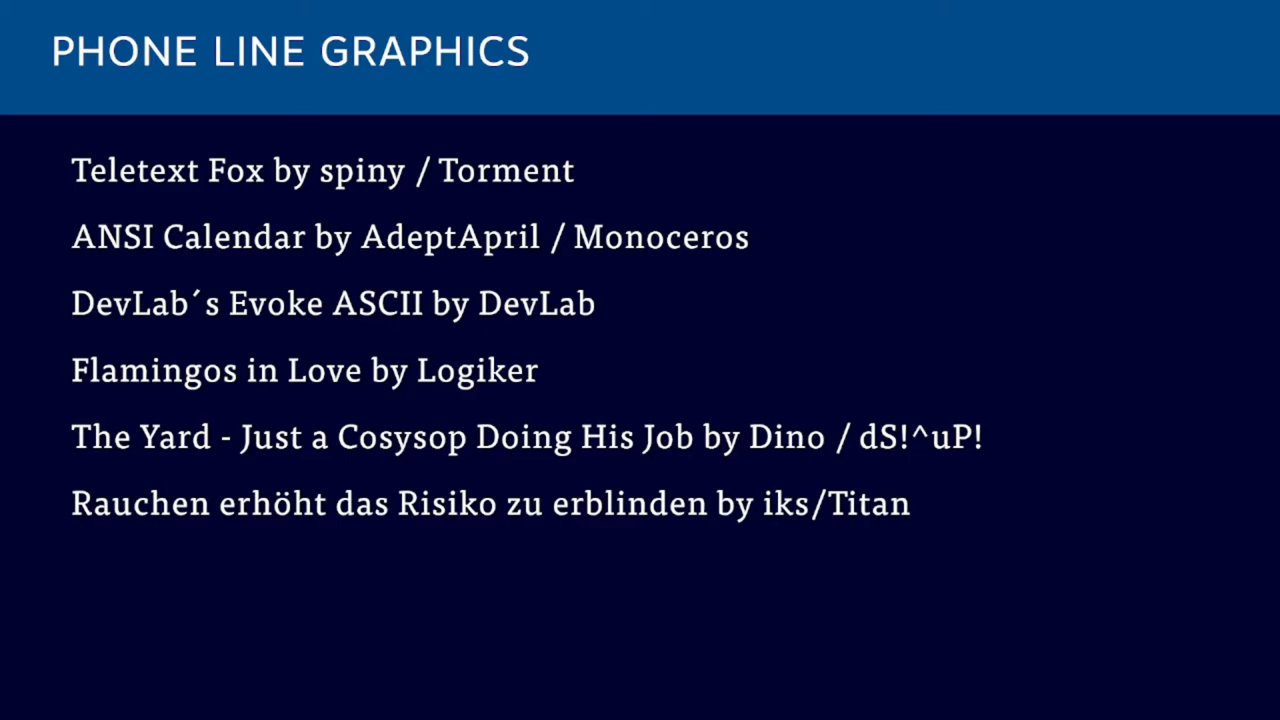 PHONE LINE GRAPHICS
Teletext Fox by spiny / Torment
ANSI Calendar by AdeptApril / Monoceros
DevLab´s Evoke ASCII by DevLab
Flamingos in Love by Logiker
The Yard - Just a Cosysop Doing His Job by Dino / dS!^uP!
Rauchen erhöht das Risiko zu erblinden by iks/Titan